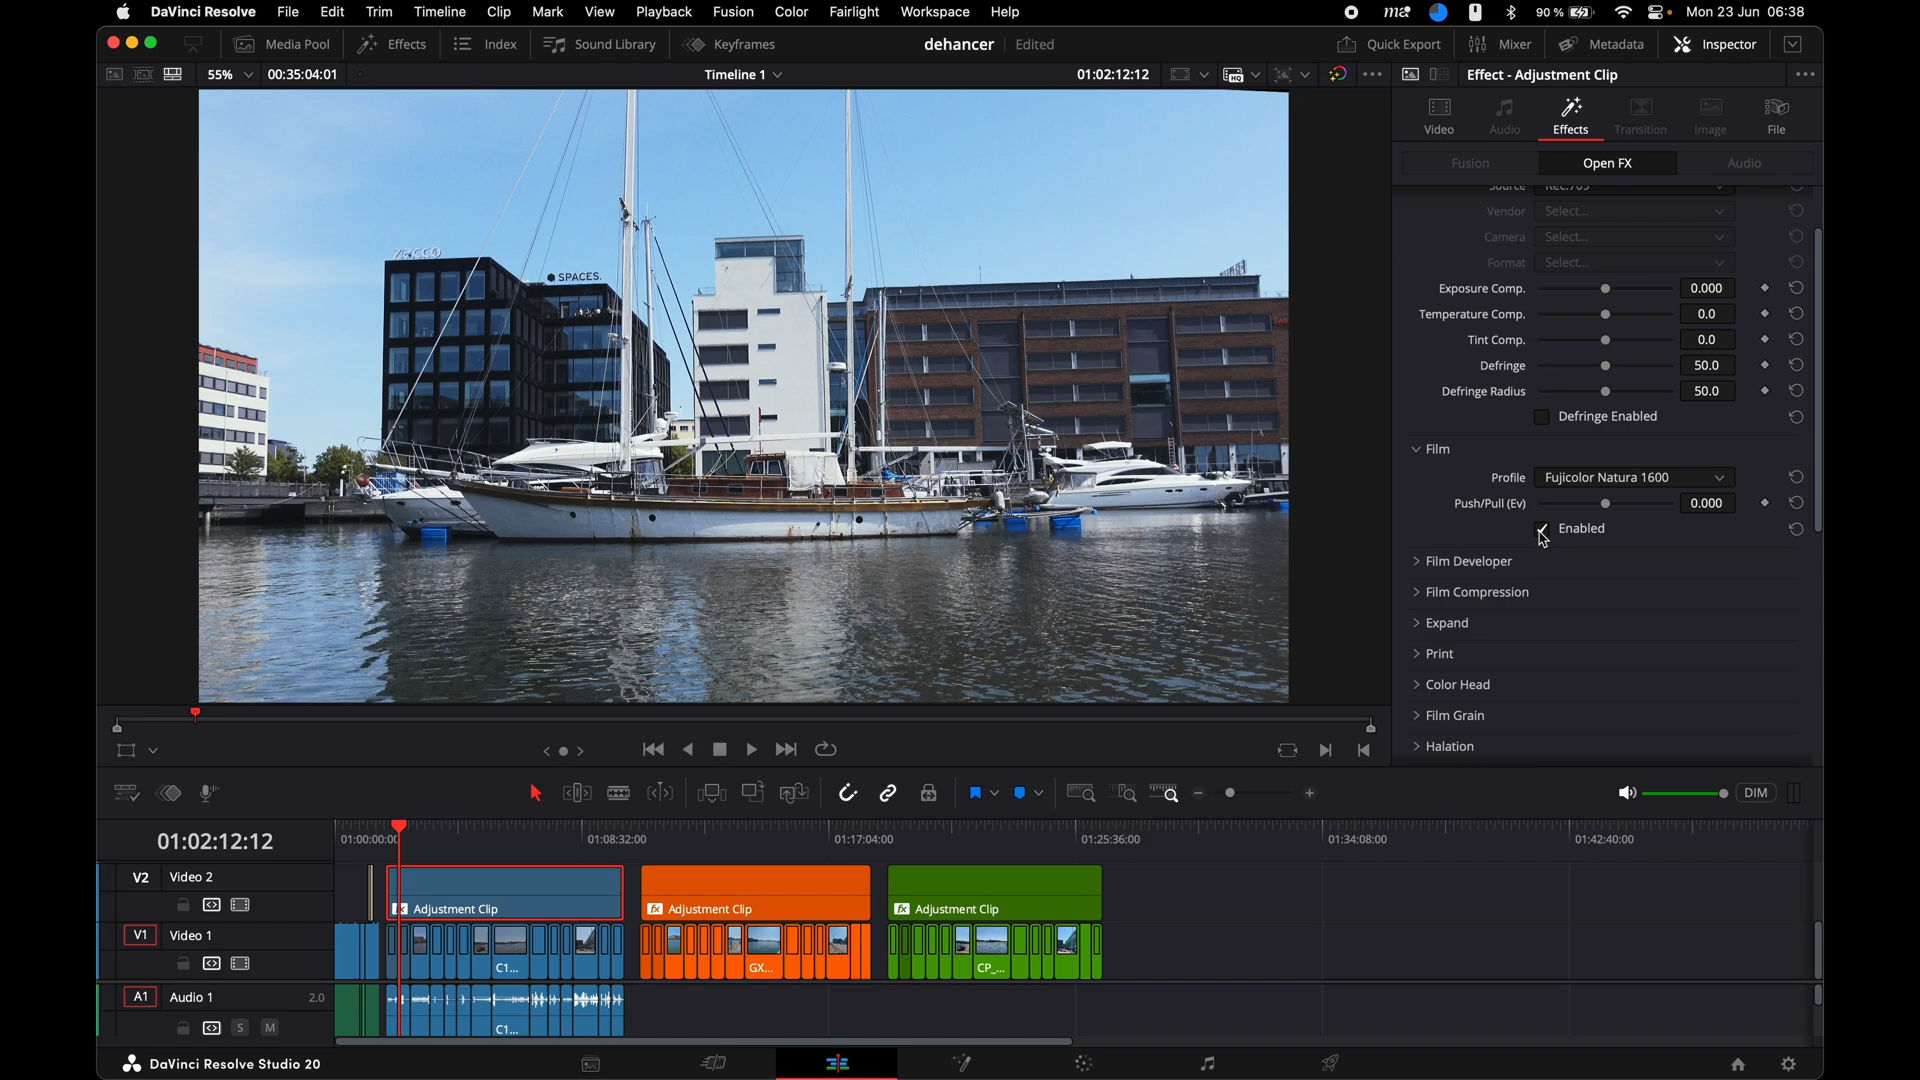 DaVinci Resolve File Edit Trim Timeline Clip Mark View Playback Fusion Color Fairlight Workspace Help 90 % Mon 23 Jun 06:38
Media Pool Effects Index Sound Library Keyframes dehancer Edited Quick Export Mixer Metadata Inspector
55% 00:35:04:01 Timeline 1 01:02:12:12 HQ Effect - Adjustment Clip
Video Audio Effects Transition Image File
Fusion Open FX Audio
Source Rec.709
Vendor Select...
Camera Select...
Format Select...
Exposure Comp. 0.000
Temperature Comp. 0.0
Tint Comp. 0.0
Defringe 50.0
Defringe Radius 50.0
Defringe Enabled
Film
Profile Fujicolor Natura 1600
Push/Pull (Ev) 0.000
Enabled
Film Developer
Film Compression
Expand
Print
Color Head
Film Grain
Halation
ZACCO
SPACES.
DIM
01:02:12:12 01:00:00:00 01:08:32:00 01:17:04:00 01:25:36:00 01:34:08:00 01:42:40:00
V2 Video 2
fx Adjustment Clip fx Adjustment Clip fx Adjustment Clip
V1 Video 1
C1... GX... CP_...
A1 Audio 1 2.0
S M C1...
DaVinci Resolve Studio 20